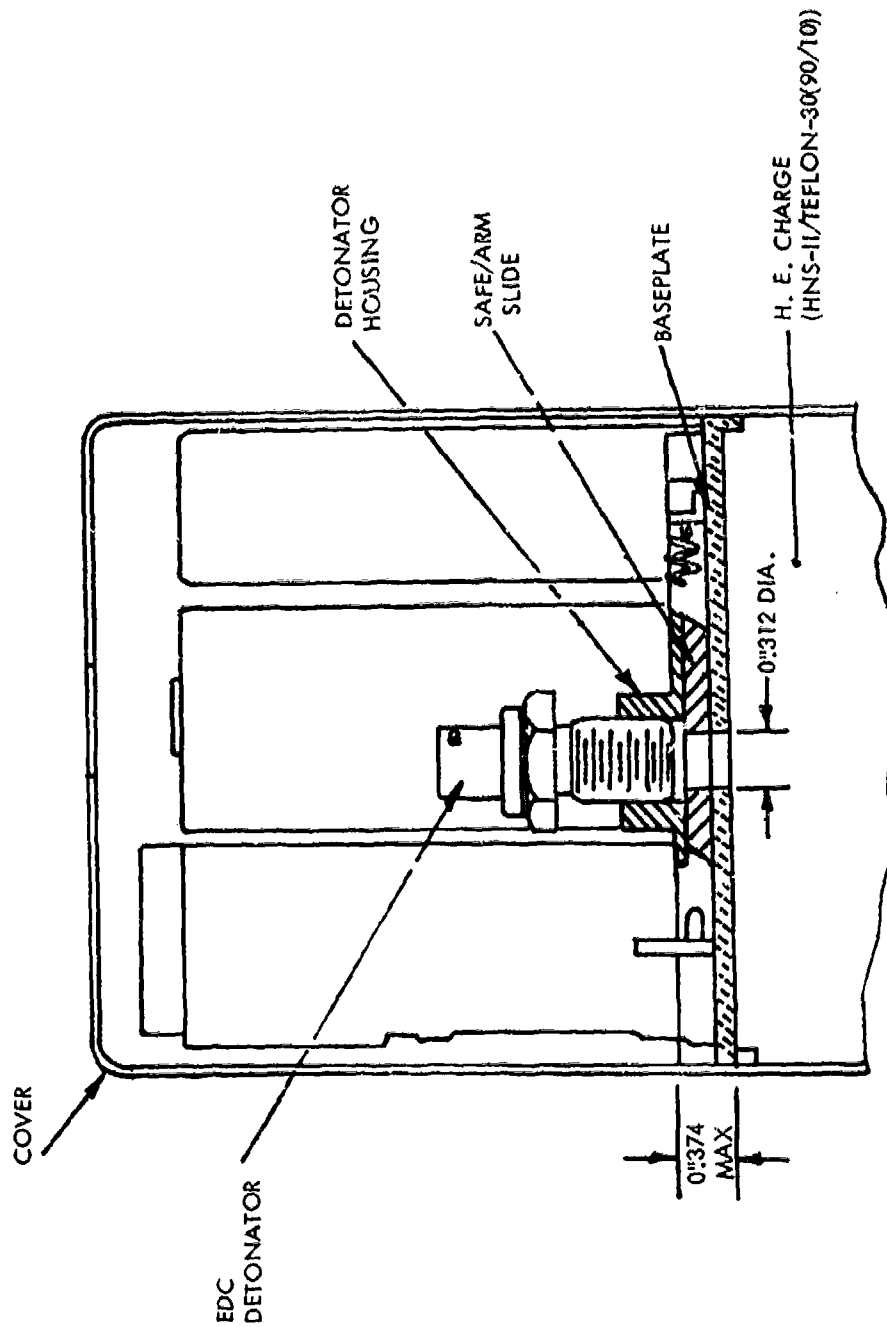 COVER
EDC
DETONATOR
DETONATOR
HOUSING
SAFE/ARM
SLIDE
BASEPLATE
H. E. CHARGE
(HNS-II/TEFLON-30(90/10))
0".312 DIA.
0".374
MAX